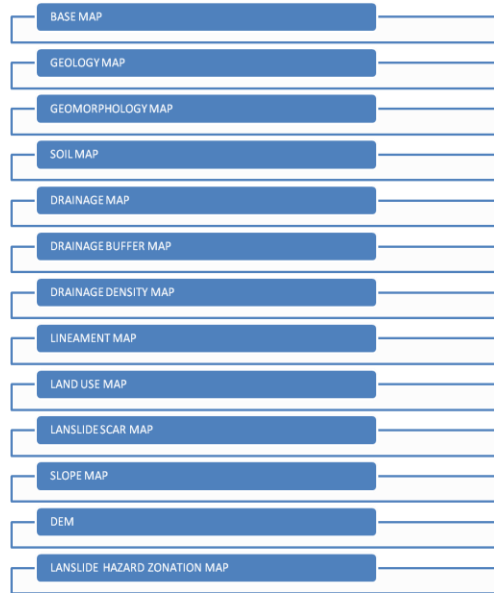 BASE MAP
GEOLOGY MAP
GEOMORPHOLOGY MAP
SOIL MAP
DRAINAGE MAP
DRAINAGE BUFFER MAP
DRAINAGE DENSITY MAP
LINEAMENT MAP
LAND USE MAP
LANSLIDE SCAR MAP
SLOPE MAP
DEM
LANSLIDE HAZARD ZONATION MAP